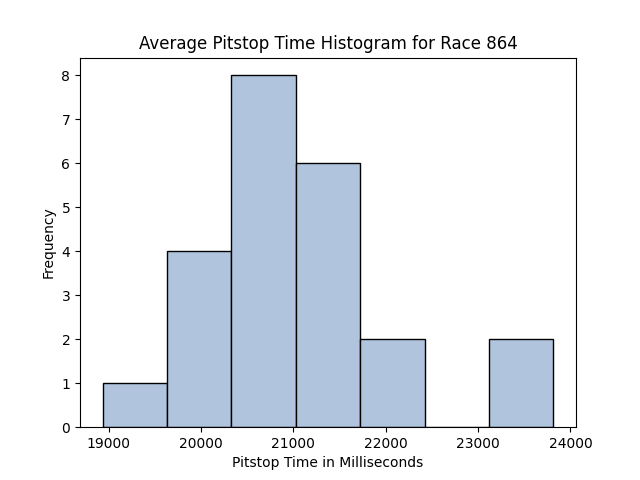 Average Pitstop Time Histogram for Race 864
8
7
6
5
4
3
2
1
0
Frequency
19000 20000 21000 22000 23000 24000
Pitstop Time in Milliseconds